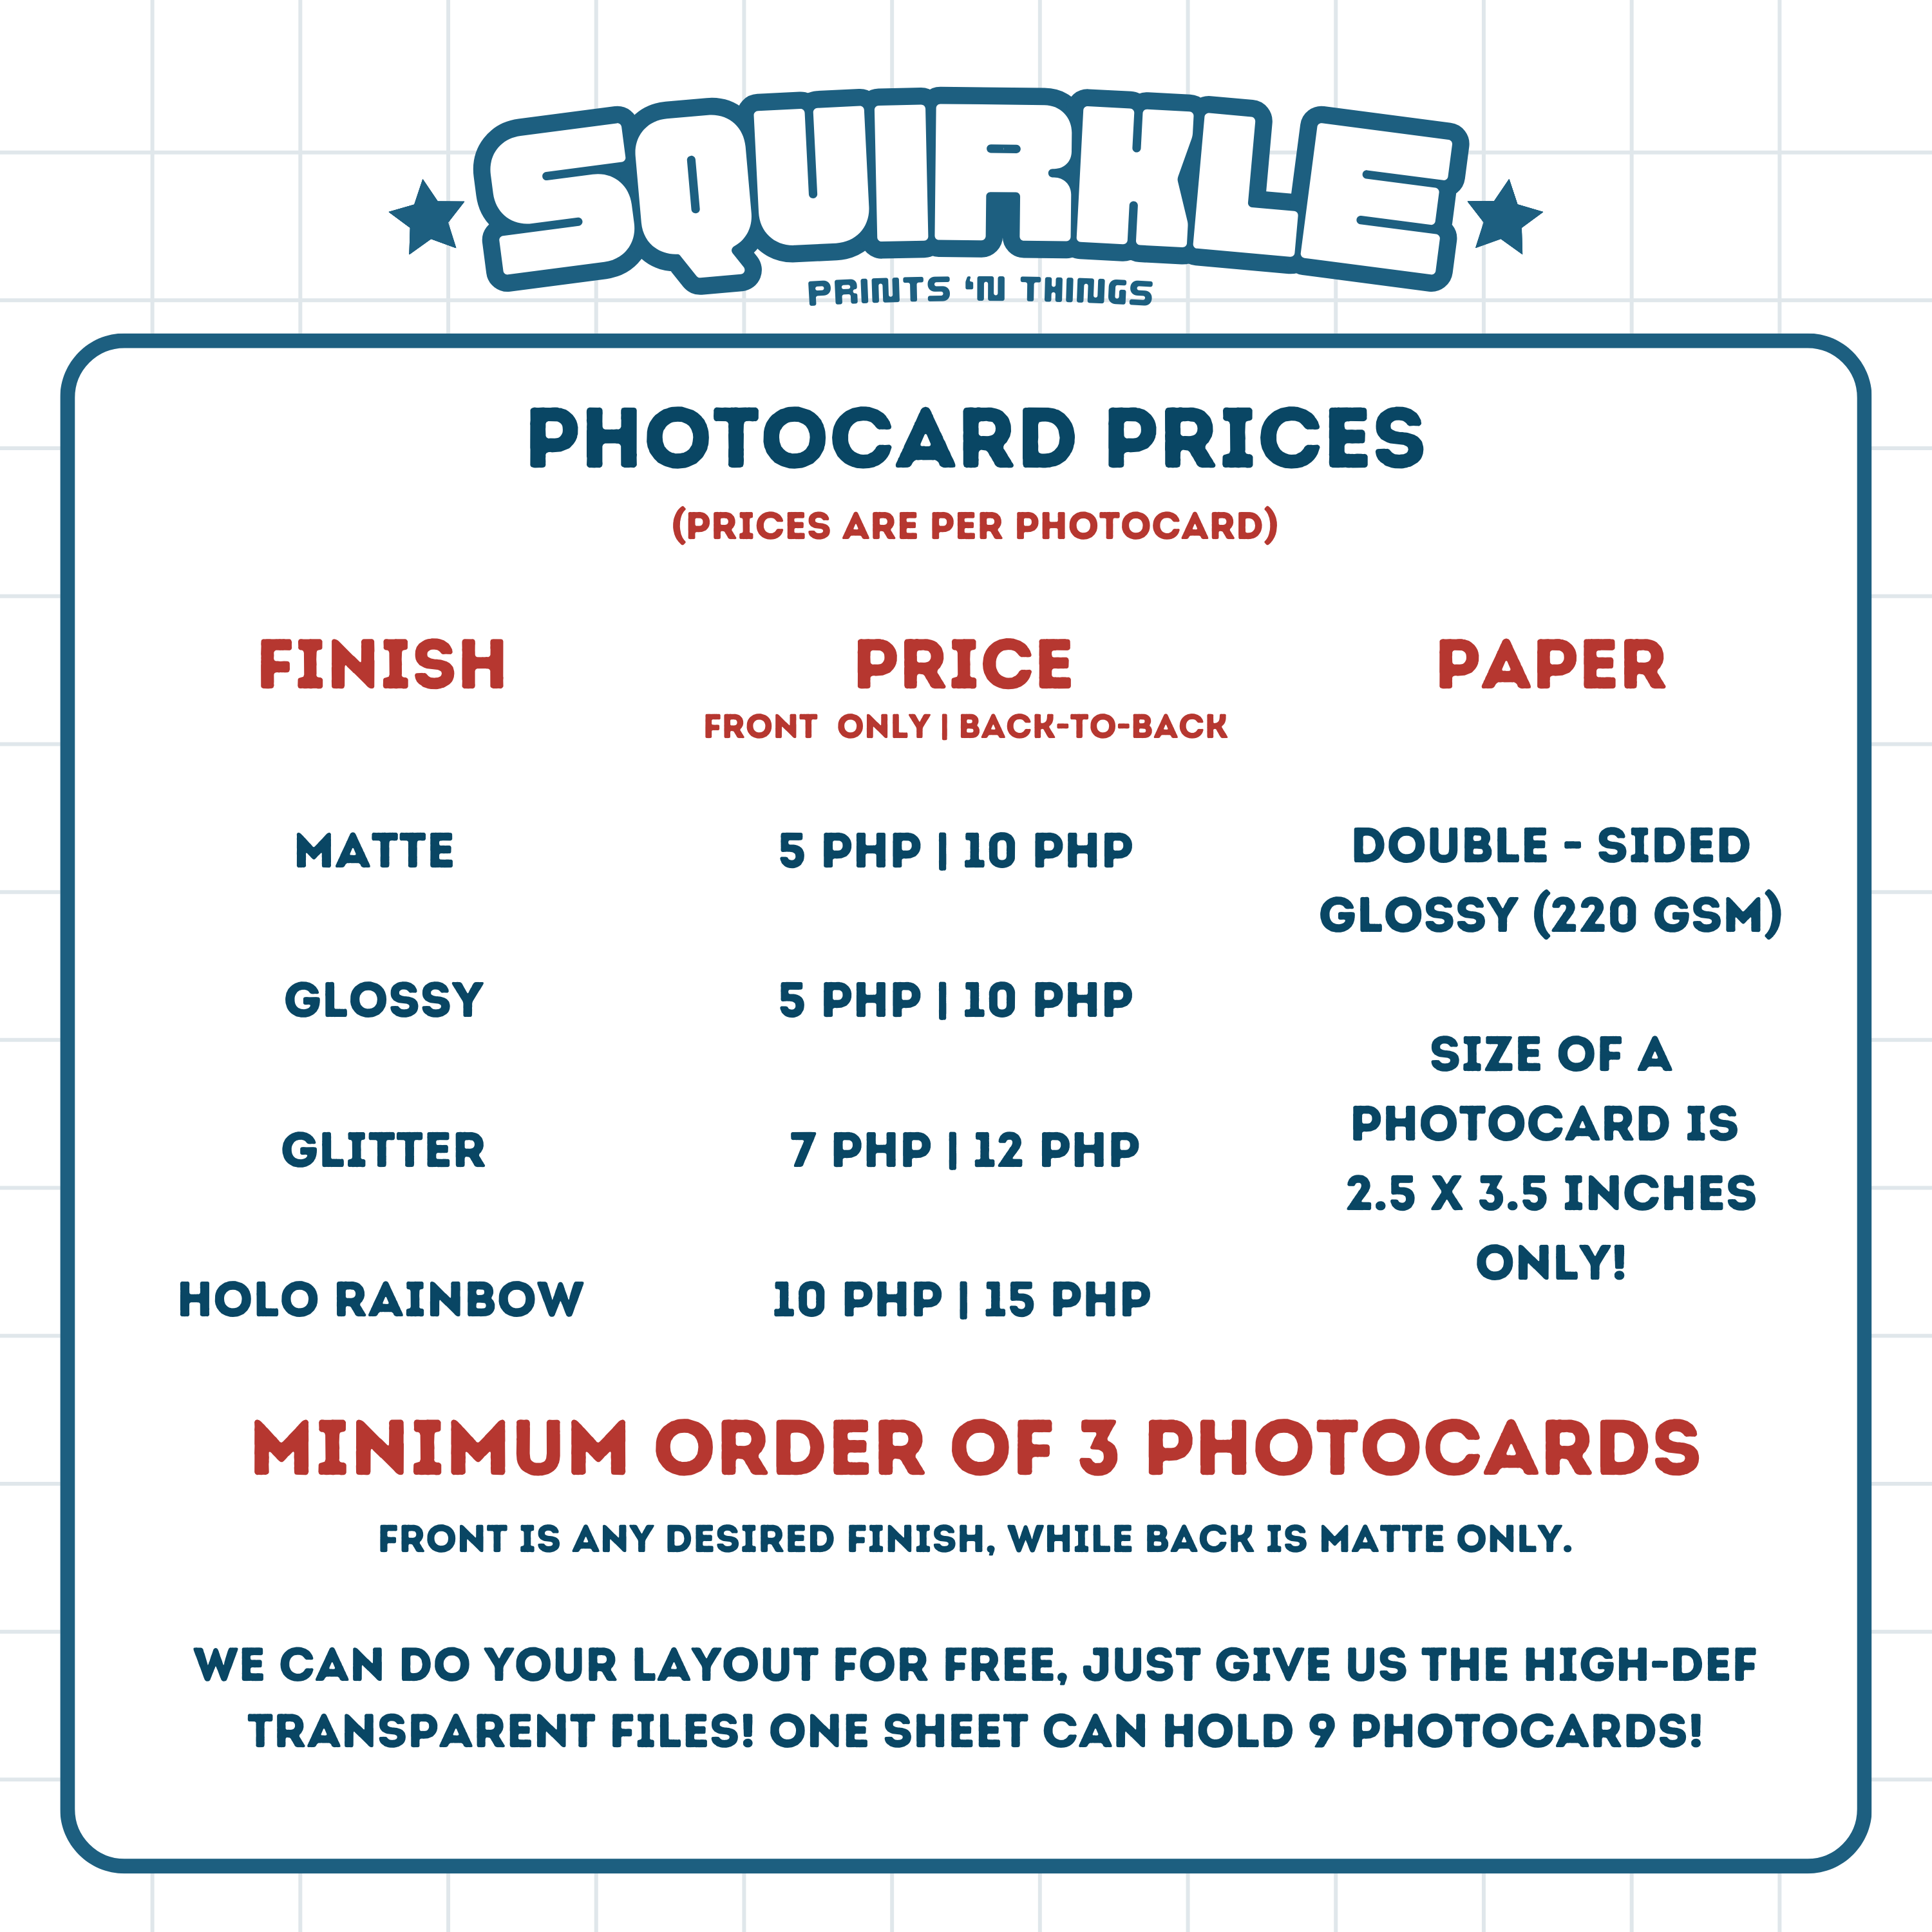 SQUIRKLE
PRINTS 'N THINGS
PHOTOCARD PRICES
(PRICES ARE PER PHOTOCARD)
FINISH PRICE PAPER
FRONT ONLY | BACK-TO-BACK
MATTE 5 PHP | 10 PHP
GLOSSY 5 PHP | 10 PHP
GLITTER 7 PHP | 12 PHP
HOLO RAINBOW 10 PHP | 15 PHP
DOUBLE - SIDED
GLOSSY (220 GSM)
SIZE OF A
PHOTOCARD IS
2.5 X 3.5 INCHES
ONLY!
MINIMUM ORDER OF 3 PHOTOCARDS
FRONT IS ANY DESIRED FINISH, WHILE BACK IS MATTE ONLY.
WE CAN DO YOUR LAYOUT FOR FREE, JUST GIVE US THE HIGH-DEF
TRANSPARENT FILES! ONE SHEET CAN HOLD 9 PHOTOCARDS!